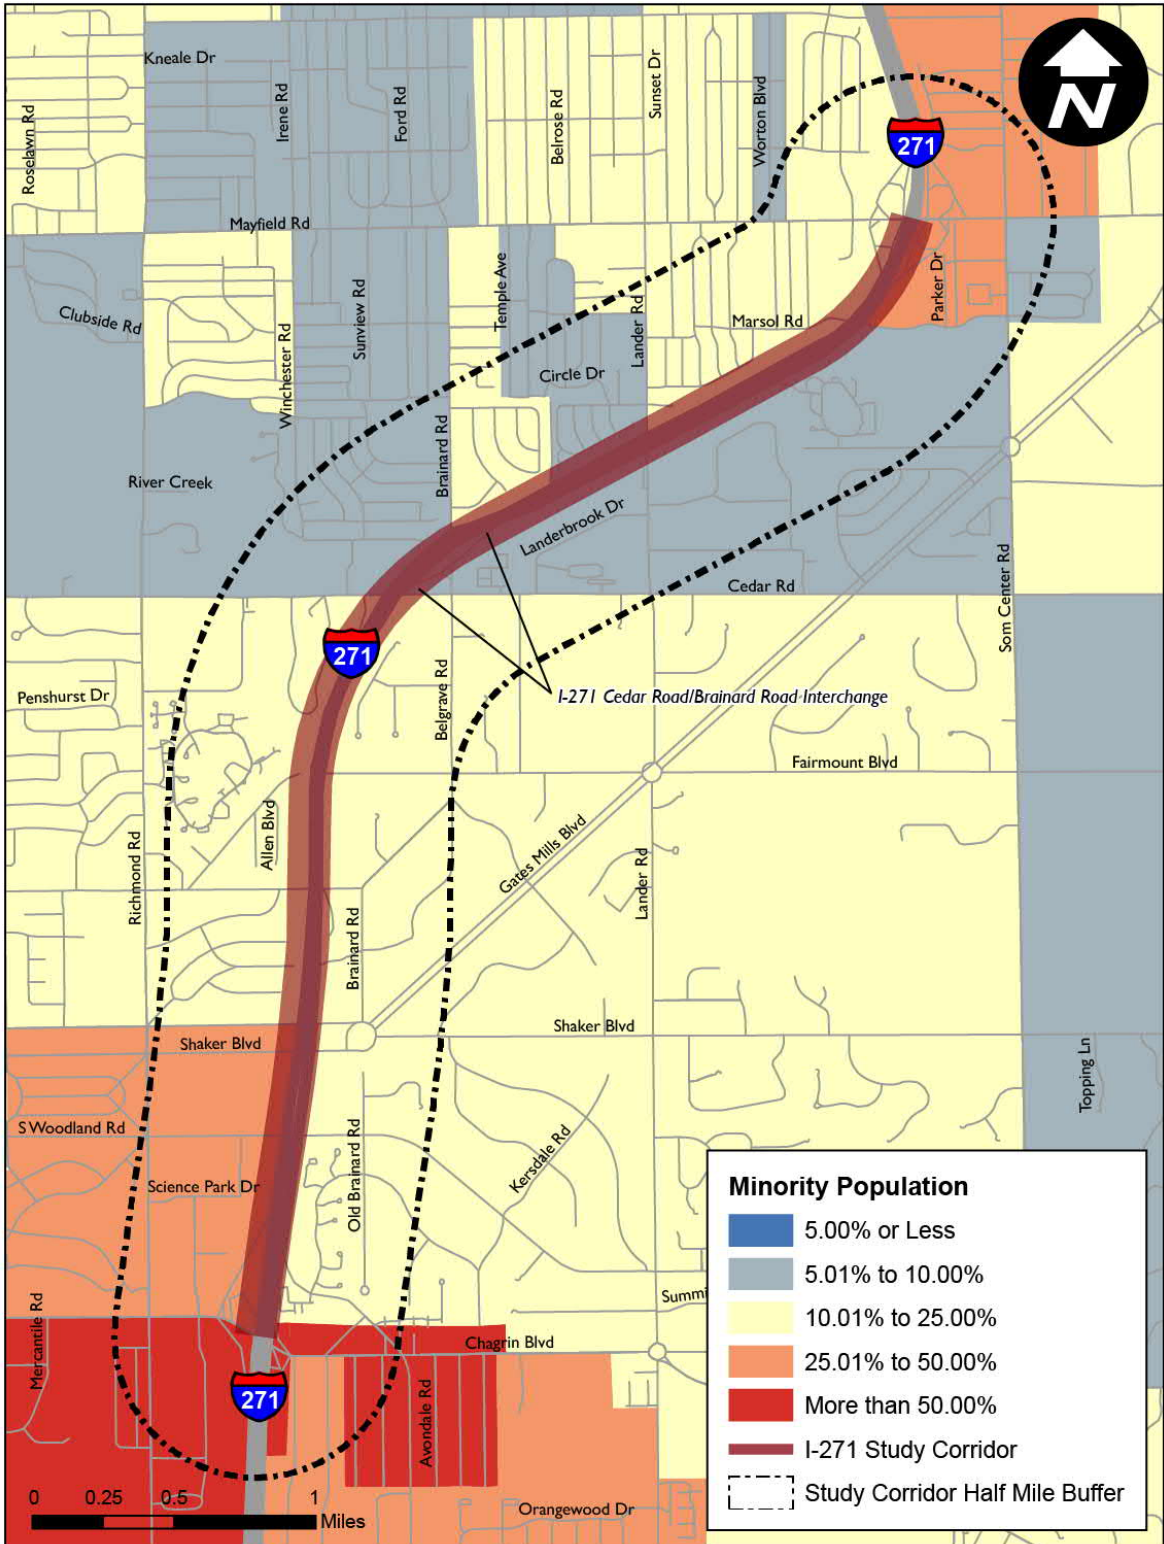 Kneale Dr
Roselawn Rd
Irene Rd
Ford Rd
Belrose Rd
Sunset Dr
Worton Blvd
N
271
Mayfield Rd
Clubside Rd
Winchester Rd
Sunview Rd
Temple Ave
Lander Rd
Marsol Rd
Parker Dr
Circle Dr
Brainard Rd
River Creek
Landerbrook Dr
Cedar Rd
Som Center Rd
271
Penshurst Dr
Belgrave Rd
I-271 Cedar Road/Brainard Road Interchange
Fairmount Blvd
Richmond Rd
Allen Blvd
Gates Mills Blvd
Lander Rd
Brainard Rd
Shaker Blvd
Shaker Blvd
Topping Ln
S Woodland Rd
Old Brainard Rd
Kersdale Rd
Science Park Dr
Summi
Mercantile Rd
Chagrin Blvd
271
Avondale Rd
Orangewood Dr
0 0.25 0.5 1
Miles
Minority Population
5.00% or Less
5.01% to 10.00%
10.01% to 25.00%
25.01% to 50.00%
More than 50.00%
I-271 Study Corridor
Study Corridor Half Mile Buffer